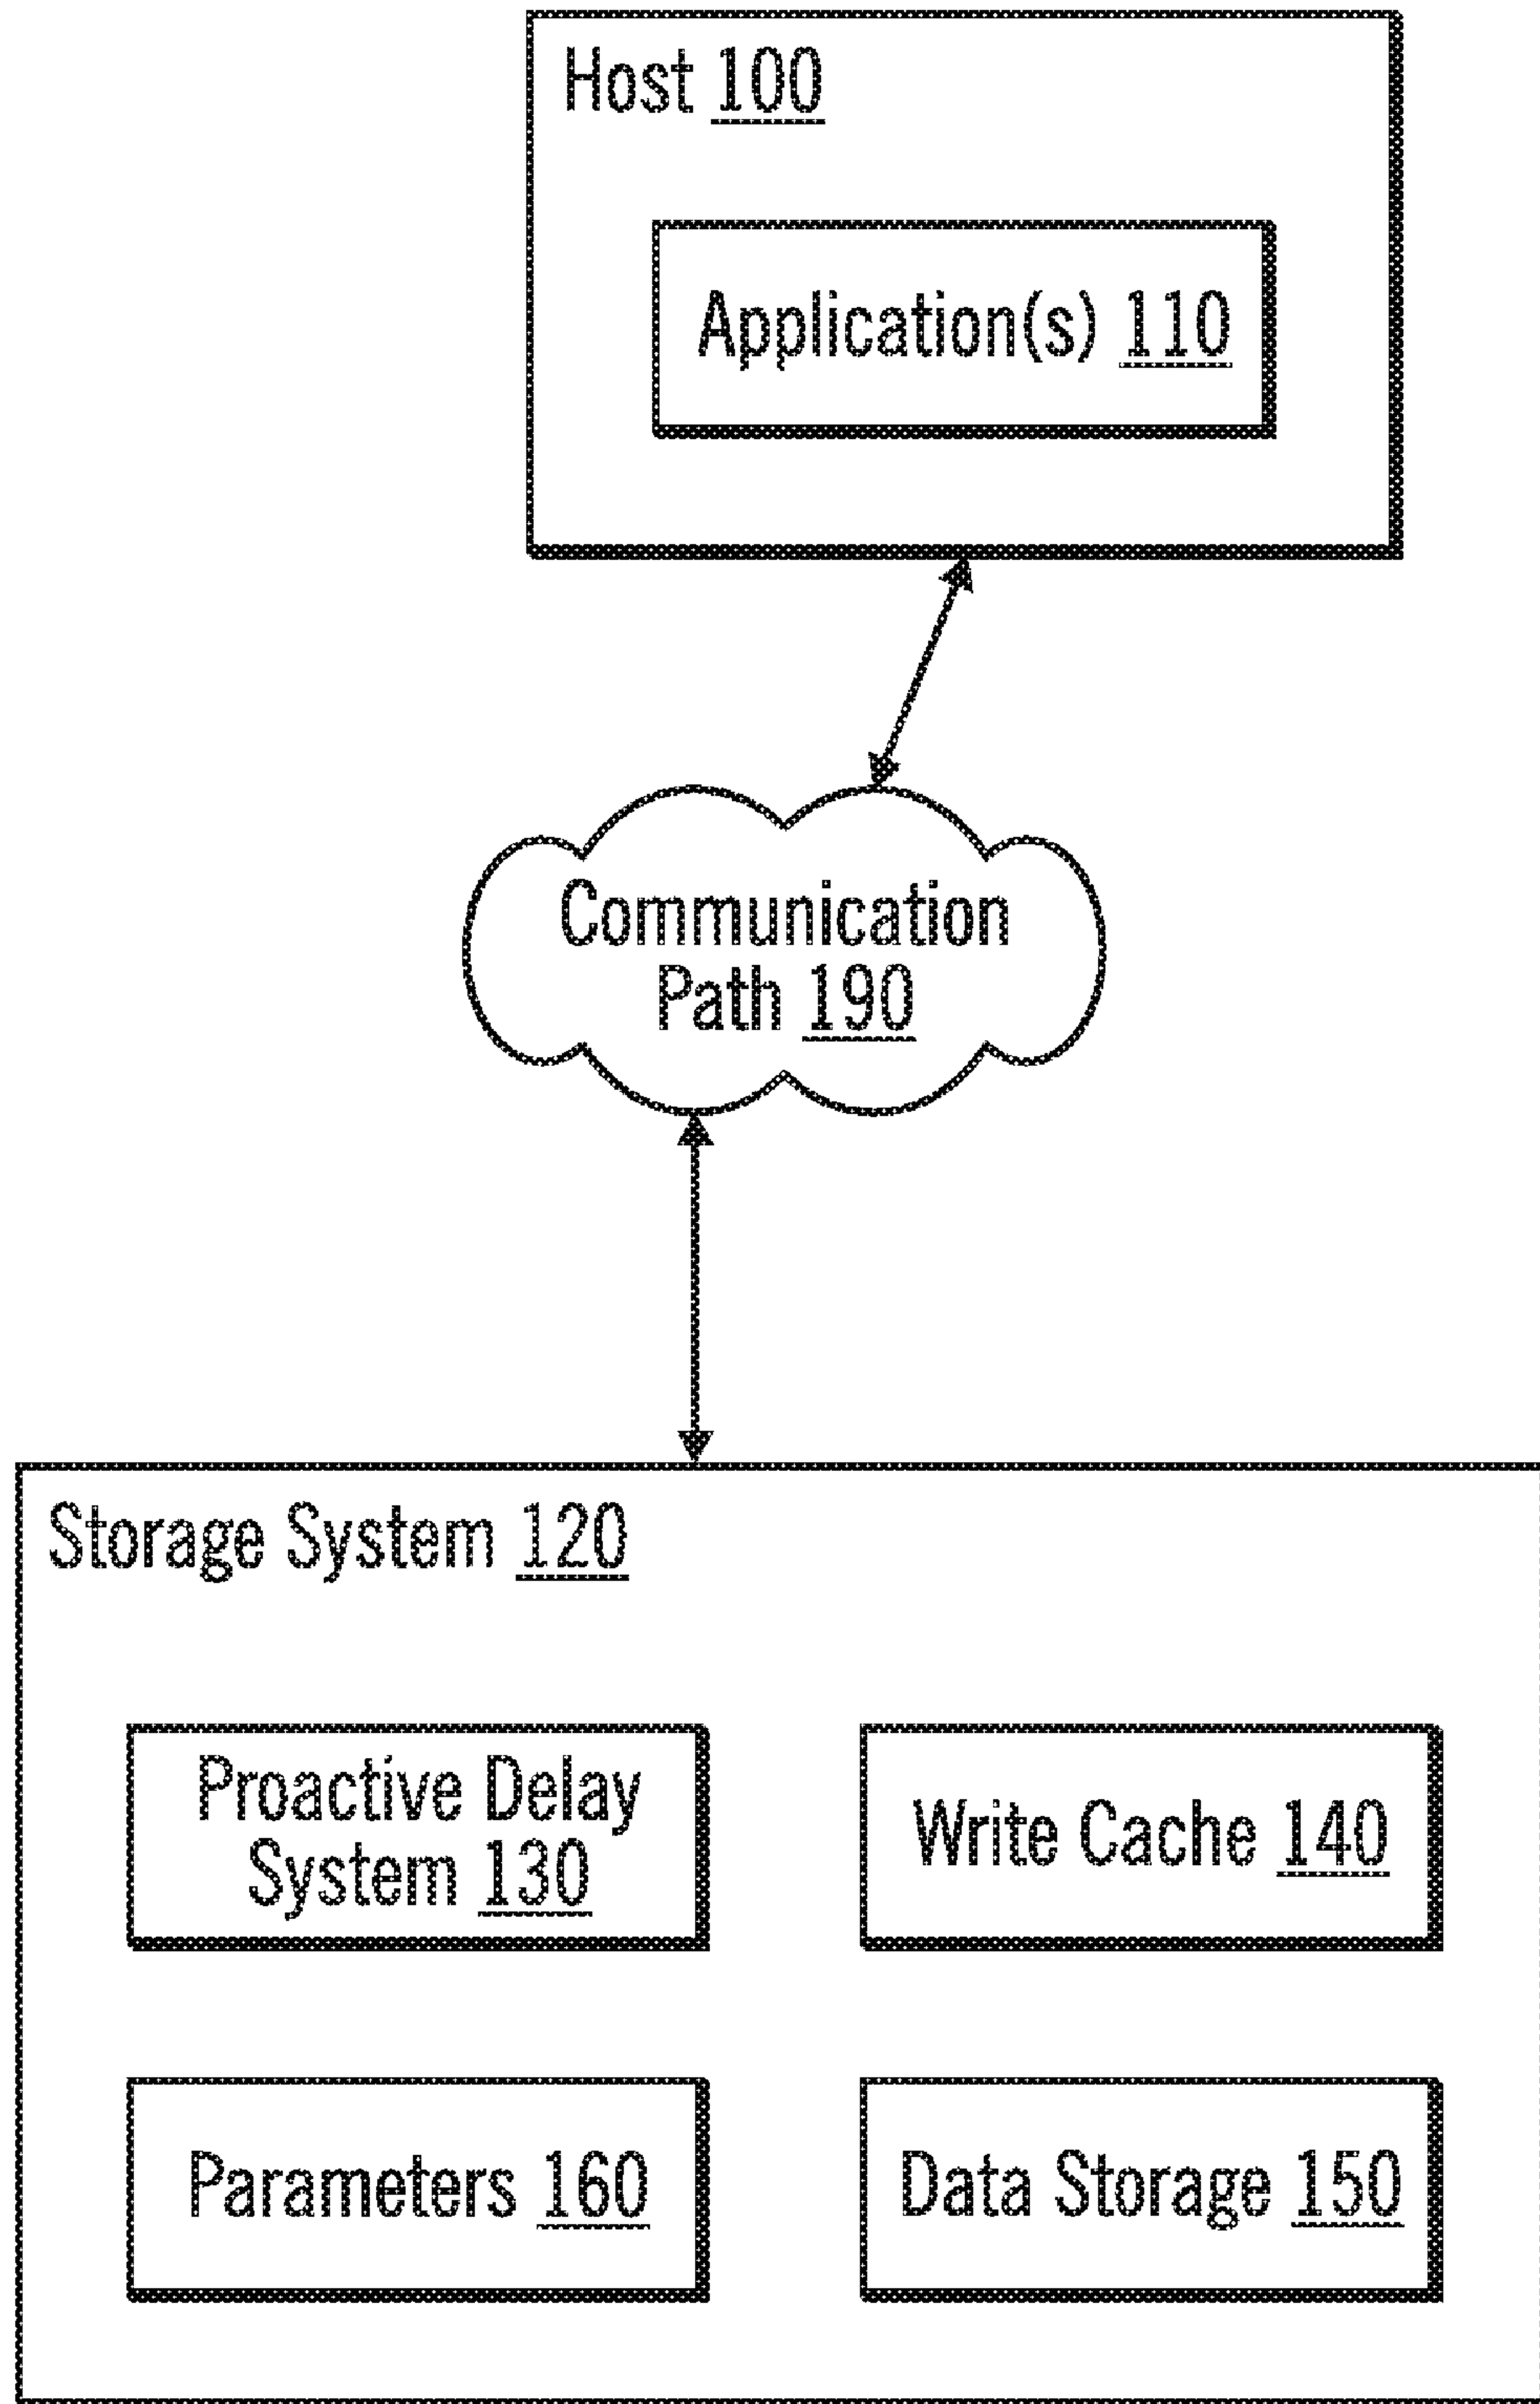 Host 100
Application(s) 110
Communication
Path 190
Storage System 120
Proactive Delay
System 130
Write Cache 140
Parameters 160
Data Storage 150